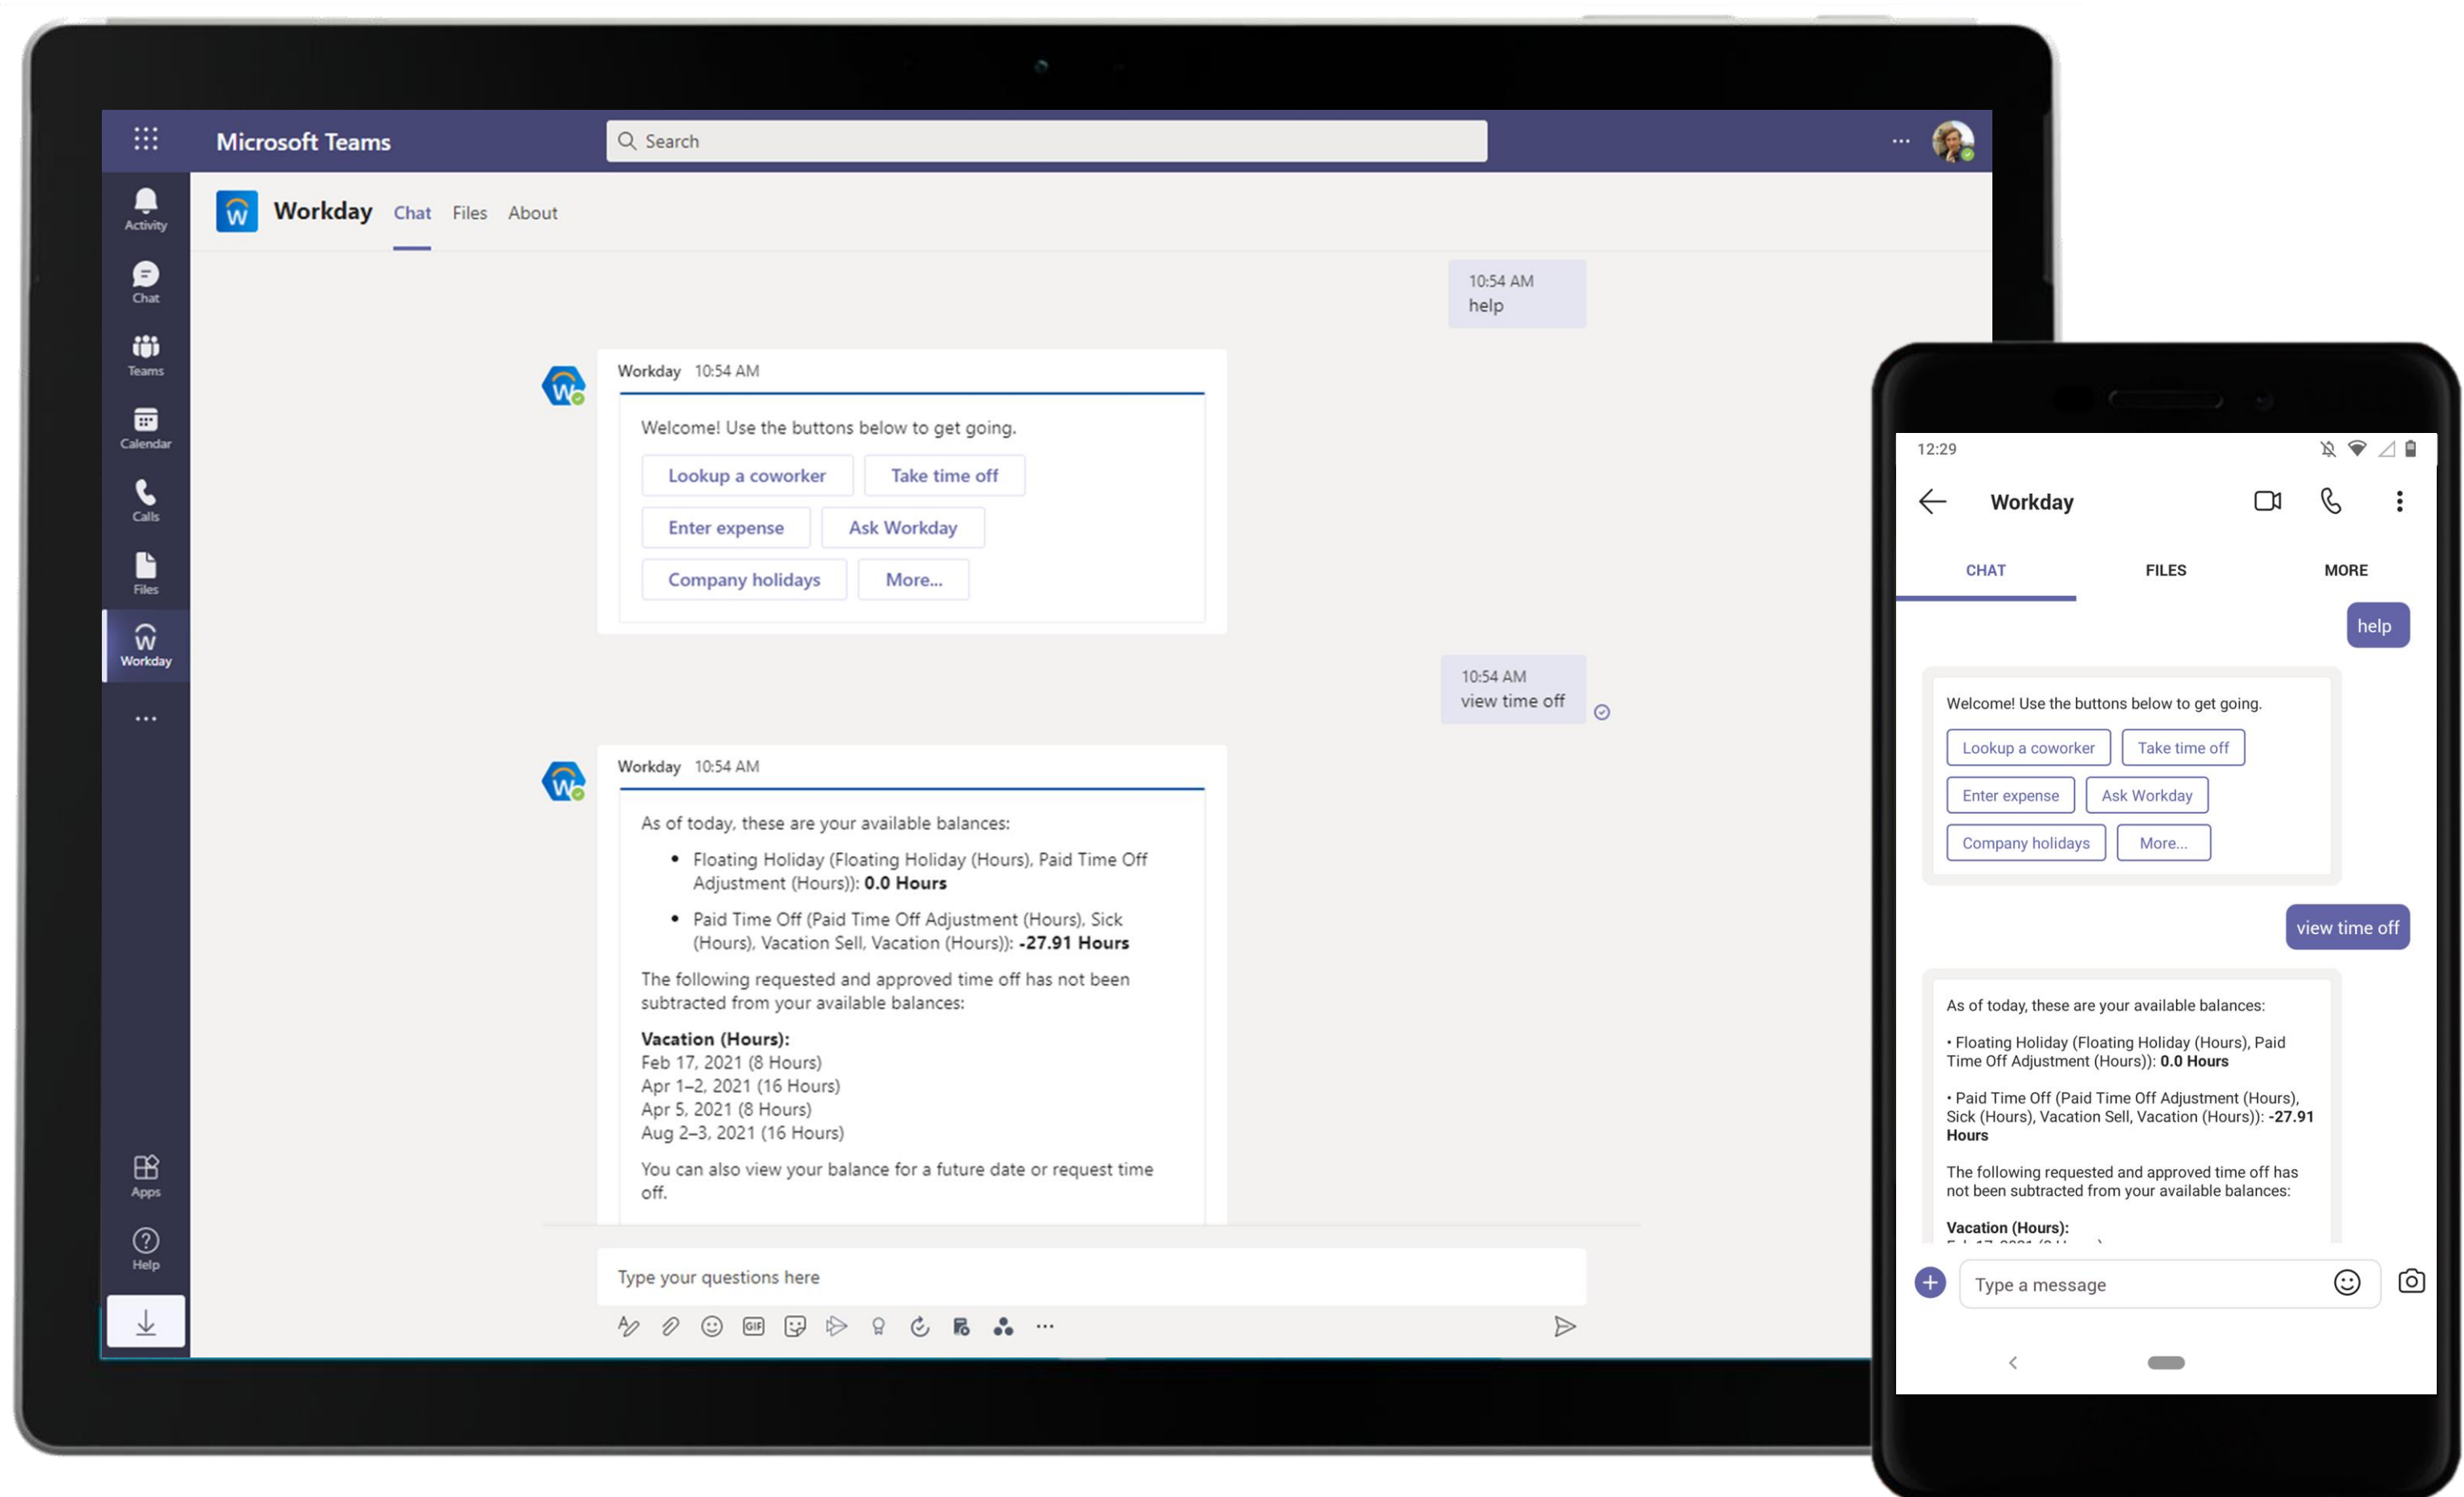 Microsoft Teams
Search
Activity
Chat
Teams
Calendar
Calls
Files
Workday
Apps
Help
Workday Chat Files About
10:54 AM
help
Workday 10:54 AM
Welcome! Use the buttons below to get going.
Lookup a coworker Take time off
Enter expense Ask Workday
Company holidays More...
10:54 AM
view time off
Workday 10:54 AM
As of today, these are your available balances:
• Floating Holiday (Floating Holiday (Hours), Paid Time Off
Adjustment (Hours)): 0.0 Hours
• Paid Time Off (Paid Time Off Adjustment (Hours), Sick
(Hours), Vacation Sell, Vacation (Hours)): -27.91 Hours
The following requested and approved time off has not been
subtracted from your available balances:
Vacation (Hours):
Feb 17, 2021 (8 Hours)
Apr 1–2, 2021 (16 Hours)
Apr 5, 2021 (8 Hours)
Aug 2–3, 2021 (16 Hours)
You can also view your balance for a future date or request time
off.
Type your questions here
GIF
12:29
Workday
CHAT FILES MORE
help
Welcome! Use the buttons below to get going.
Lookup a coworker Take time off
Enter expense Ask Workday
Company holidays More...
view time off
As of today, these are your available balances:
• Floating Holiday (Floating Holiday (Hours), Paid
Time Off Adjustment (Hours)): 0.0 Hours
• Paid Time Off (Paid Time Off Adjustment (Hours),
Sick (Hours), Vacation Sell, Vacation (Hours)): -27.91
Hours
The following requested and approved time off has
not been subtracted from your available balances:
Vacation (Hours):
Type a message